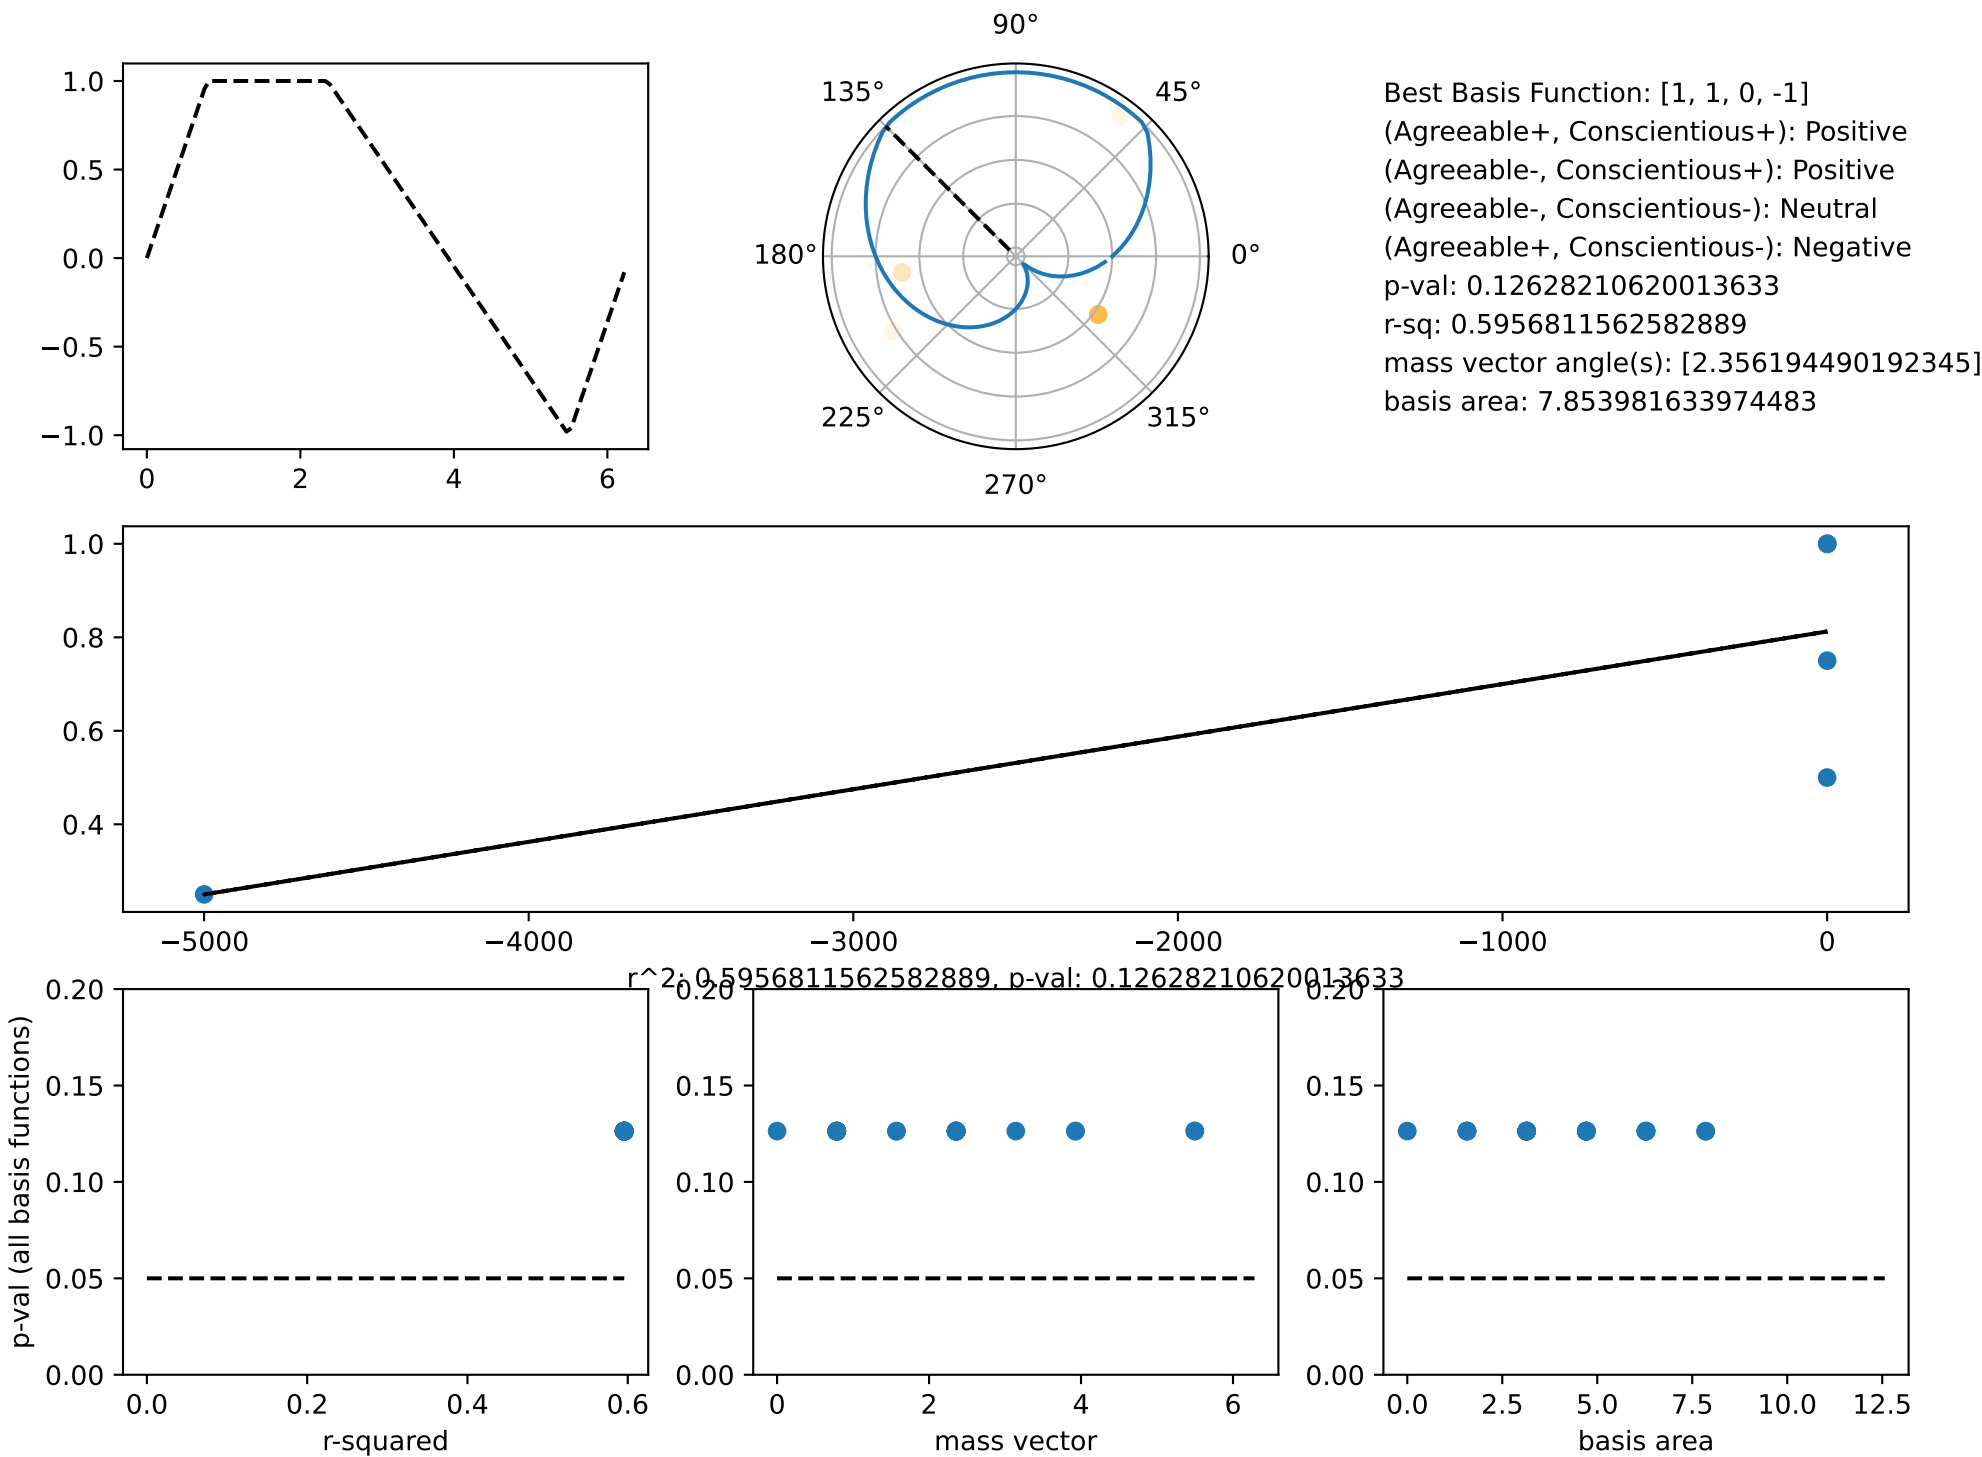 1.0
0.5
0.0
−0.5
−1.0
0 2 4 6
90°
135° 45°
180° 0°
225° 315°
270°
Best Basis Function: [1, 1, 0, -1]
(Agreeable+, Conscientious+): Positive
(Agreeable-, Conscientious+): Positive
(Agreeable-, Conscientious-): Neutral
(Agreeable+, Conscientious-): Negative
p-val: 0.12628210620013633
r-sq: 0.5956811562582889
mass vector angle(s): [2.356194490192345]
basis area: 7.853981633974483
1.0
0.8
0.6
0.4
−5000 −4000 −3000 −2000 −1000 0
r^2: 0.5956811562582889, p-val: 0.12628210620013633
p-val (all basis functions)
0.20
0.15
0.10
0.05
0.00
0.0 0.2 0.4 0.6
r-squared
0.20
0.15
0.10
0.05
0.00
0 2 4 6
mass vector
0.20
0.15
0.10
0.05
0.00
0.0 2.5 5.0 7.5 10.0 12.5
basis area